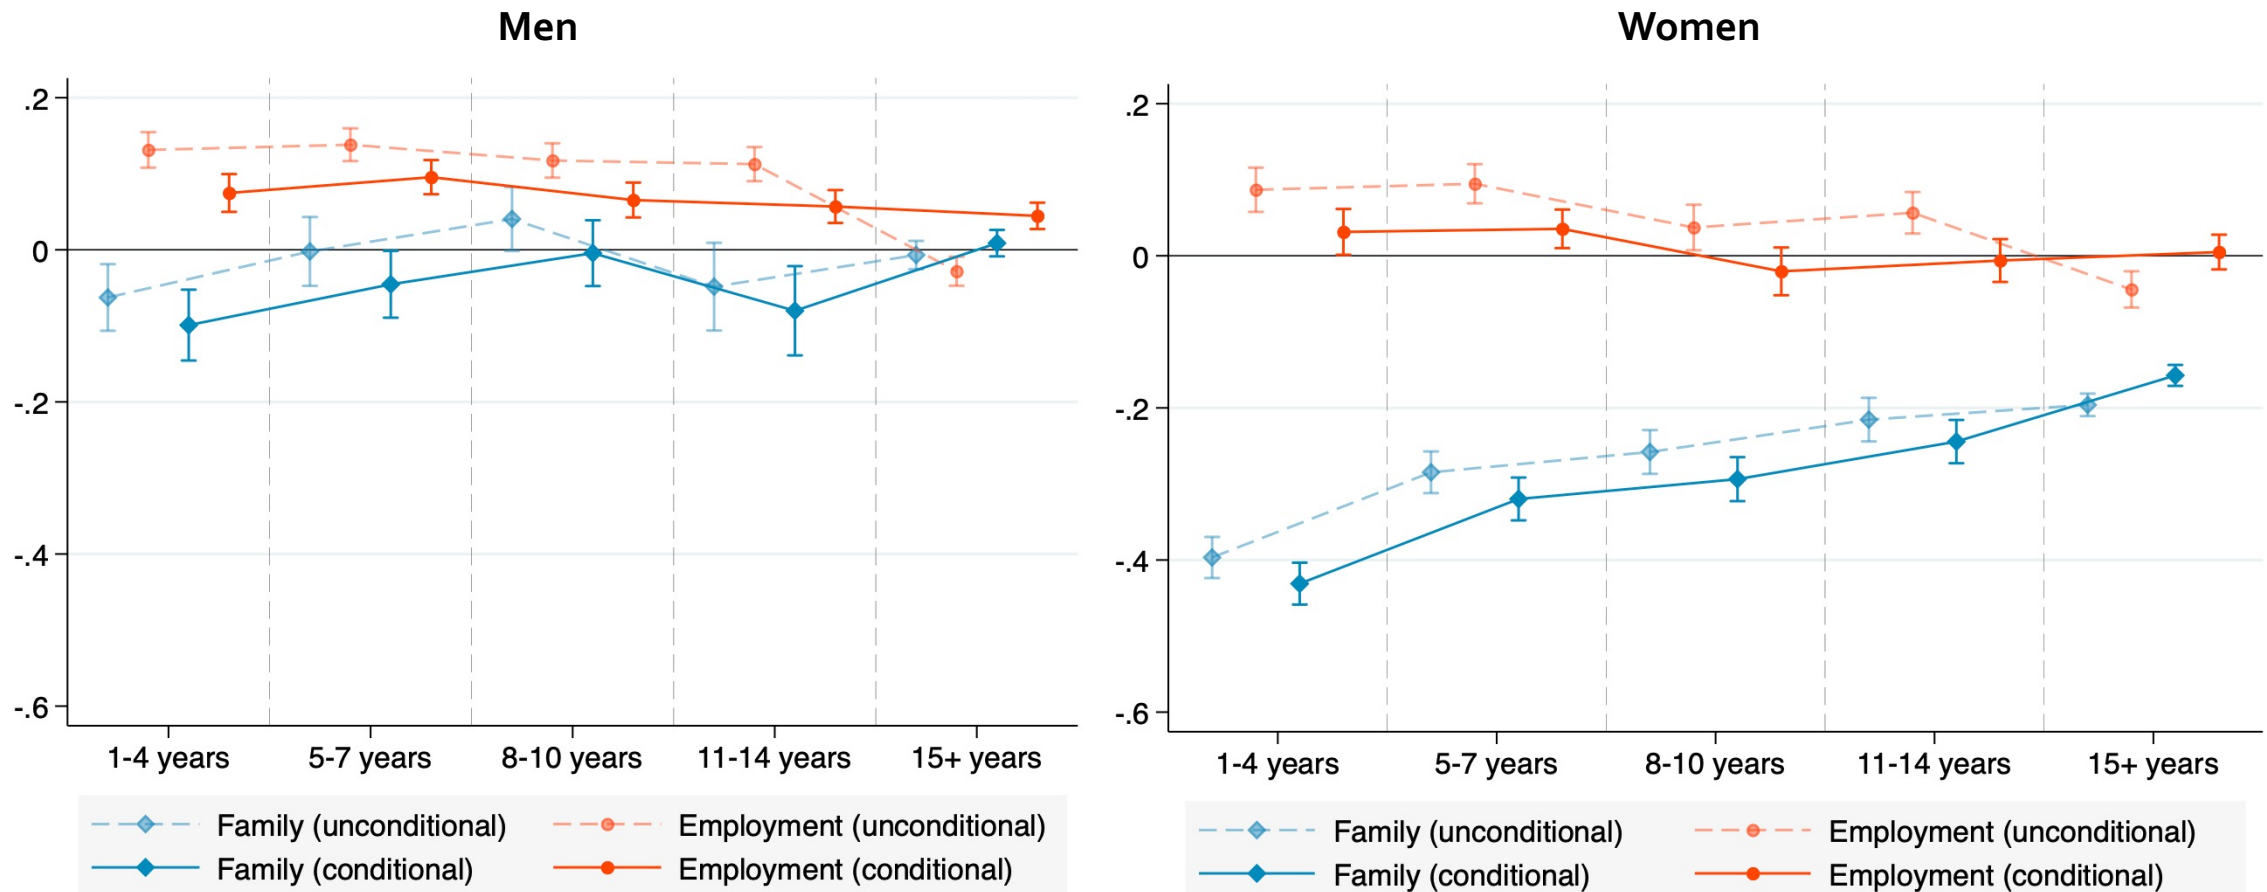 Men
.2
0
-.2
-.4
-.6
1-4 years 5-7 years 8-10 years 11-14 years 15+ years
Family (unconditional) Employment (unconditional)
Family (conditional) Employment (conditional)
Women
.2
0
-.2
-.4
-.6
1-4 years 5-7 years 8-10 years 11-14 years 15+ years
Family (unconditional) Employment (unconditional)
Family (conditional) Employment (conditional)